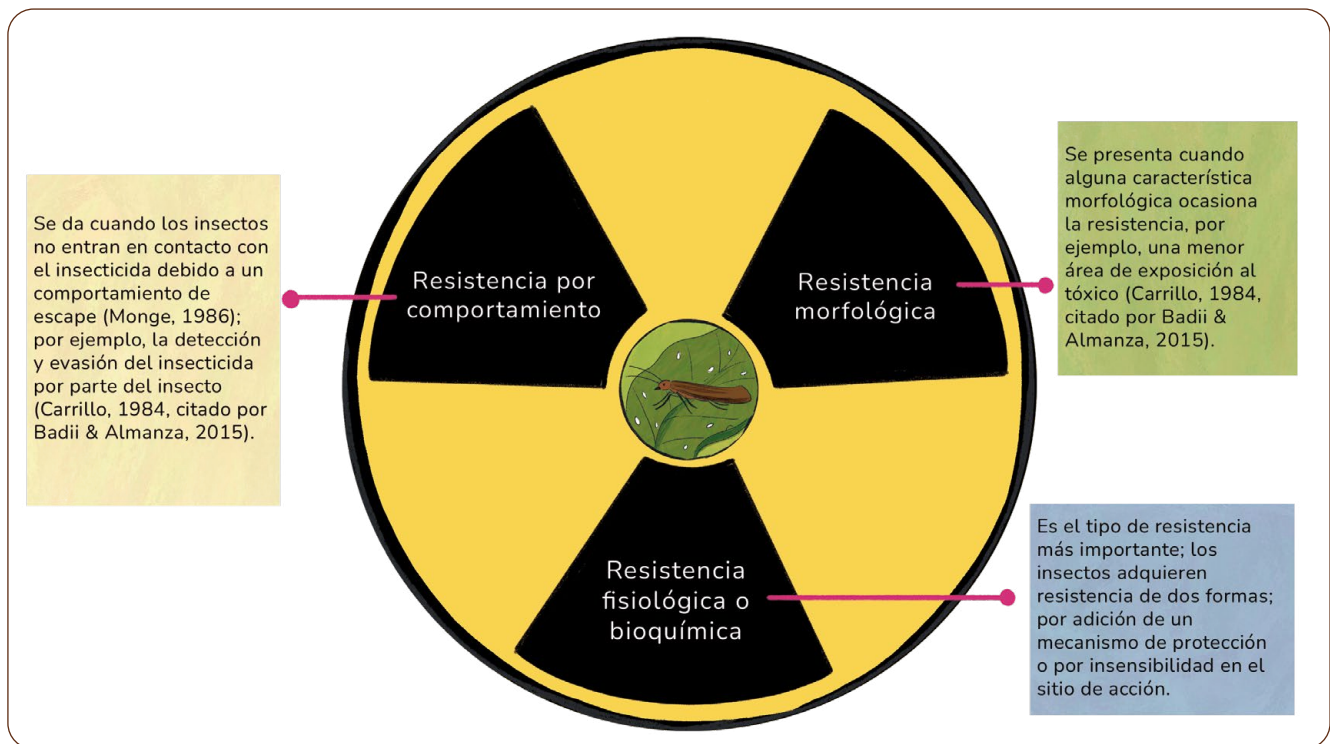 Resistencia por
comportamiento
Se da cuando los insectos
no entran en contacto con
el insecticida debido a un
comportamiento de
escape (Monge, 1986);
por ejemplo, la detección
y evasión del insecticida
por parte del insecto
(Carrillo, 1984, citado por
Badii & Almanza, 2015).
Resistencia
morfológica
Se presenta cuando
alguna característica
morfológica ocasiona
la resistencia, por
ejemplo, una menor
área de exposición al
tóxico (Carrillo, 1984,
citado por Badii &
Almanza, 2015).
Resistencia
fisiológica o
bioquímica
Es el tipo de resistencia
más importante; los
insectos adquieren
resistencia de dos formas;
por adición de un
mecanismo de protección
o por insensibilidad en el
sitio de acción.